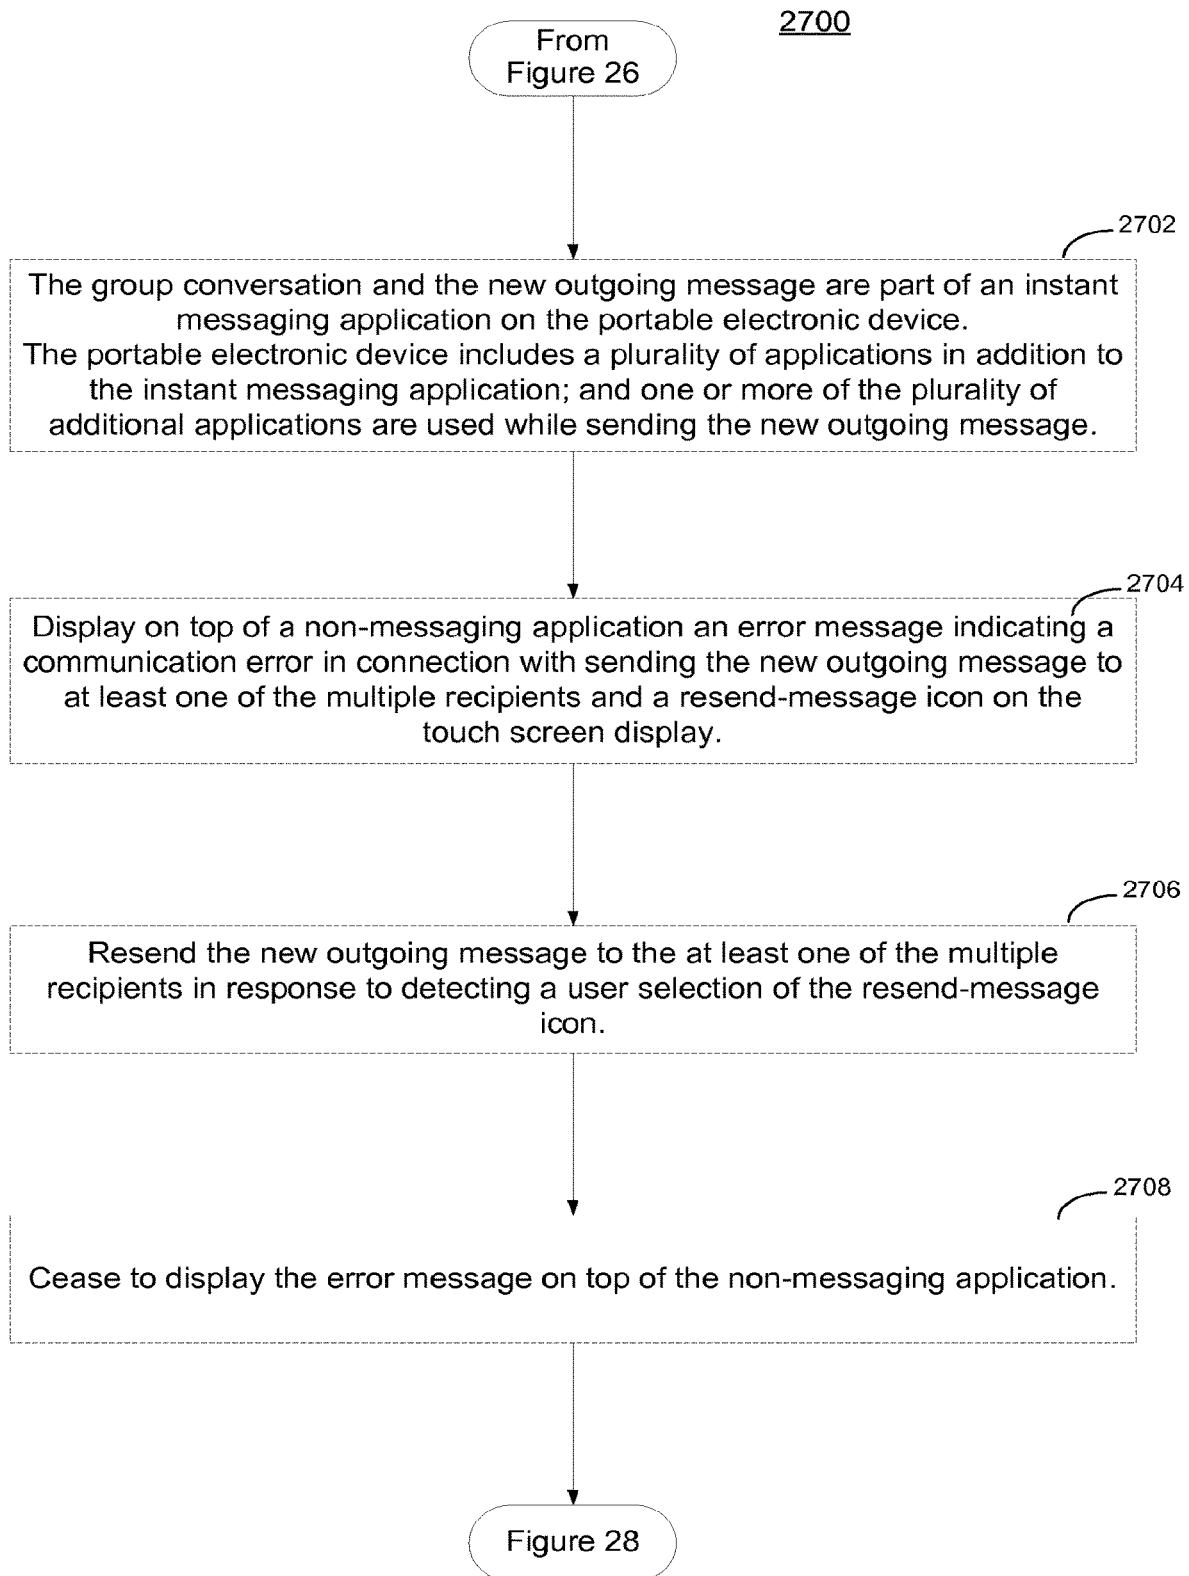 2700
From
Figure 26
2702
The group conversation and the new outgoing message are part of an instant
messaging application on the portable electronic device.
The portable electronic device includes a plurality of applications in addition to
the instant messaging application; and one or more of the plurality of
additional applications are used while sending the new outgoing message.
2704
Display on top of a non-messaging application an error message indicating a
communication error in connection with sending the new outgoing message to
at least one of the multiple recipients and a resend-message icon on the
touch screen display.
2706
Resend the new outgoing message to the at least one of the multiple
recipients in response to detecting a user selection of the resend-message
icon.
2708
Cease to display the error message on top of the non-messaging application.
Figure 28